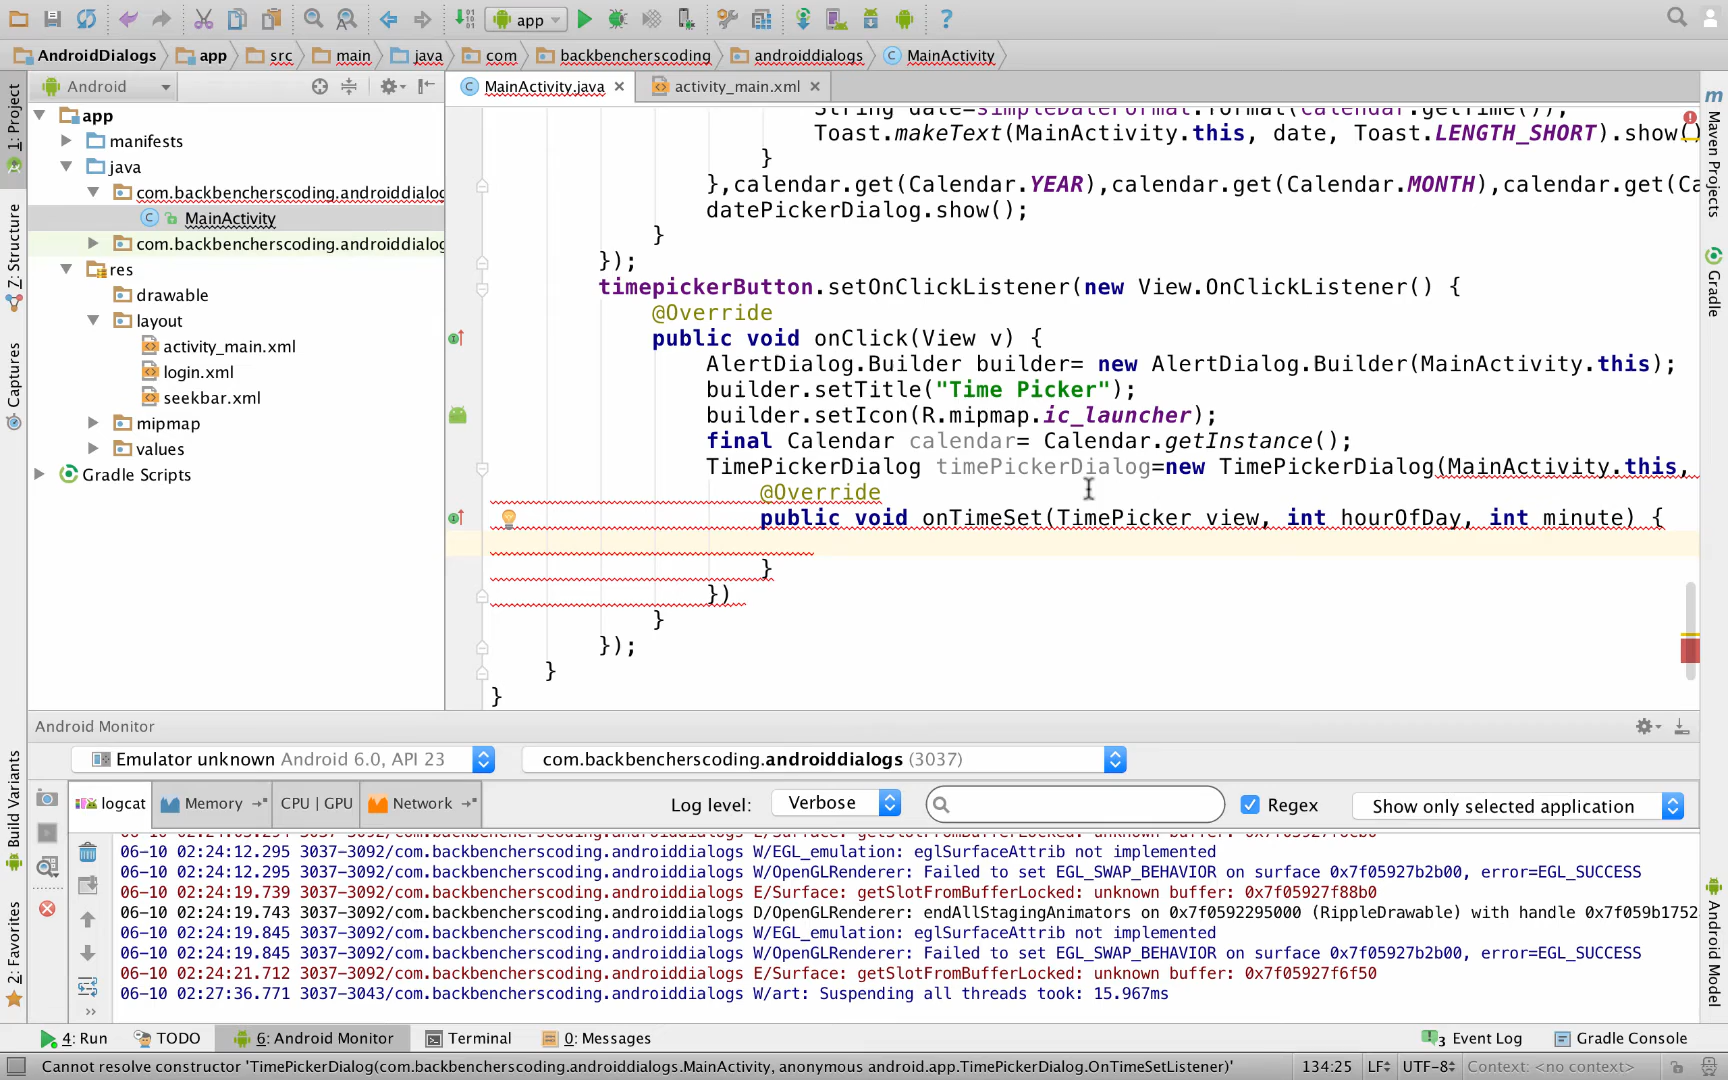 app
AndroidDialogs app src main java com backbencherscoding androiddialogs MainActivity
Android
MainActivity.java
activity_main.xml
1: Project
Z: Structure
Captures
Build Variants
2: Favorites
app
manifests
java
com.backbencherscoding.androiddialog
MainActivity
com.backbencherscoding.androiddialog
res
drawable
layout
activity_main.xml
login.xml
seekbar.xml
mipmap
values
Gradle Scripts
String date=simpleDateFormat.format(Calendar.getTime());
Toast.makeText(MainActivity.this, date, Toast.LENGTH_SHORT).show()
}
},calendar.get(Calendar.YEAR),calendar.get(Calendar.MONTH),calendar.get(Ca
datePickerDialog.show();
}
});
timepickerButton.setOnClickListener(new View.OnClickListener() {
@Override
public void onClick(View v) {
AlertDialog.Builder builder= new AlertDialog.Builder(MainActivity.this);
builder.setTitle("Time Picker");
builder.setIcon(R.mipmap.ic_launcher);
final Calendar calendar= Calendar.getInstance();
TimePickerDialog timePickerDialog=new TimePickerDialog(MainActivity.this,
@Override
public void onTimeSet(TimePicker view, int hourOfDay, int minute) {
}
})
}
});
}
}
m
Maven Projects
Gradle
Android Model
Android Monitor
Emulator unknown Android 6.0, API 23
com.backbencherscoding.androiddialogs (3037)
logcat
Memory
CPU | GPU
Network
Log level:
Verbose
Regex
Show only selected application
06-10 02:24:12.295 3037-3092/com.backbencherscoding.androiddialogs W/EGL_emulation: eglSurfaceAttrib not implemented
06-10 02:24:12.295 3037-3092/com.backbencherscoding.androiddialogs W/OpenGLRenderer: Failed to set EGL_SWAP_BEHAVIOR on surface 0x7f05927b2b00, error=EGL_SUCCESS
06-10 02:24:19.739 3037-3092/com.backbencherscoding.androiddialogs E/Surface: getSlotFromBufferLocked: unknown buffer: 0x7f05927f88b0
06-10 02:24:19.743 3037-3092/com.backbencherscoding.androiddialogs D/OpenGLRenderer: endAllStagingAnimators on 0x7f0592295000 (RippleDrawable) with handle 0x7f059b1752
06-10 02:24:19.845 3037-3092/com.backbencherscoding.androiddialogs W/EGL_emulation: eglSurfaceAttrib not implemented
06-10 02:24:19.845 3037-3092/com.backbencherscoding.androiddialogs W/OpenGLRenderer: Failed to set EGL_SWAP_BEHAVIOR on surface 0x7f05927b2b00, error=EGL_SUCCESS
06-10 02:24:21.712 3037-3092/com.backbencherscoding.androiddialogs E/Surface: getSlotFromBufferLocked: unknown buffer: 0x7f05927f6f50
06-10 02:27:36.771 3037-3043/com.backbencherscoding.androiddialogs W/art: Suspending all threads took: 15.967ms
4: Run
TODO
6: Android Monitor
Terminal
0: Messages
3 Event Log
Gradle Console
Cannot resolve constructor 'TimePickerDialog(com.backbencherscoding.androiddialogs.MainActivity, anonymous android.app.TimePickerDialog.OnTimeSetListener)'
134:25
LF
UTF-8
Context: <no context>